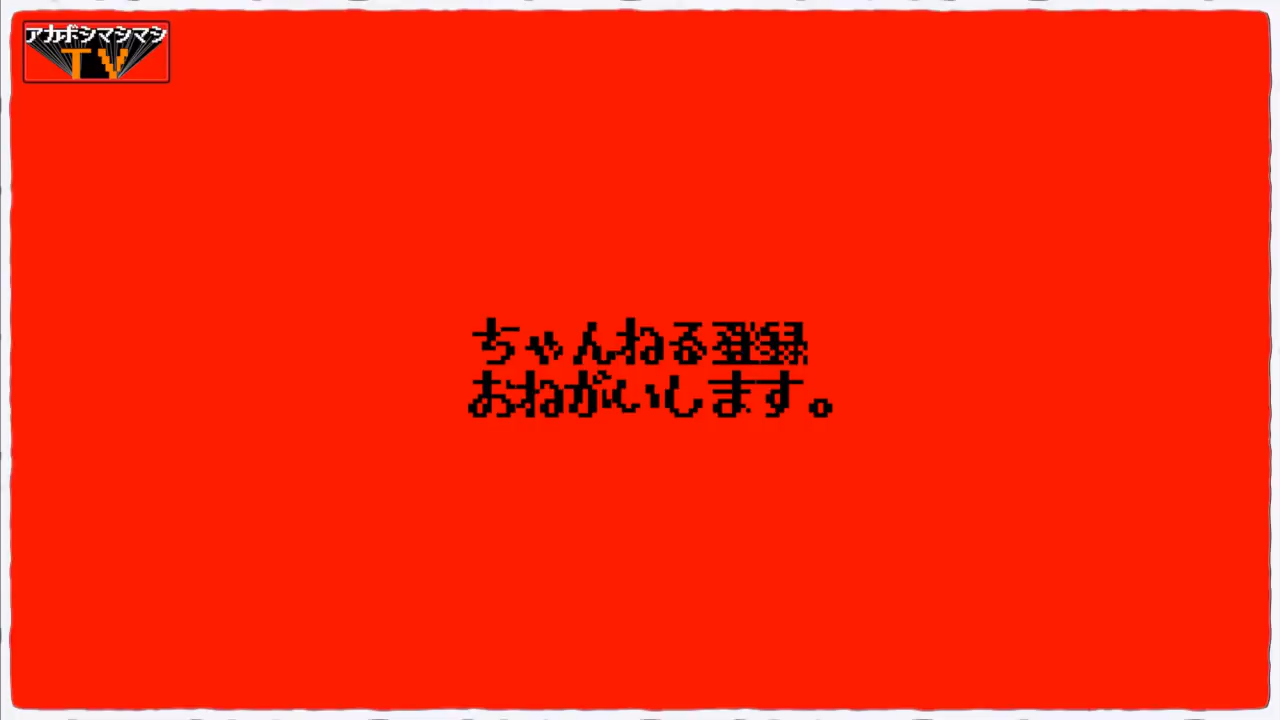 アカボシマシマシ
TV
ちゃんねる登録
おねがいします。